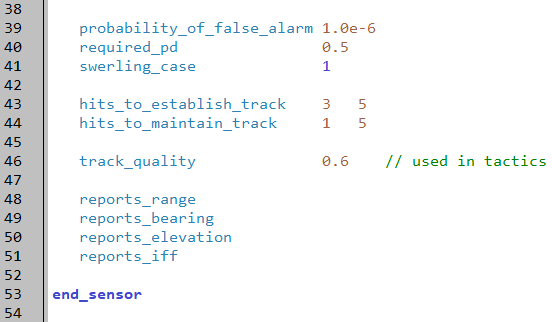 38
39 probability_of_false_alarm 1.0e-6
40 required_pd 0.5
41 swerling_case 1
42
43 hits_to_establish_track 3 5
44 hits_to_maintain_track 1 5
45
46 track_quality 0.6 // used in tactics
47
48 reports_range
49 reports_bearing
50 reports_elevation
51 reports_iff
52
53 end_sensor
54